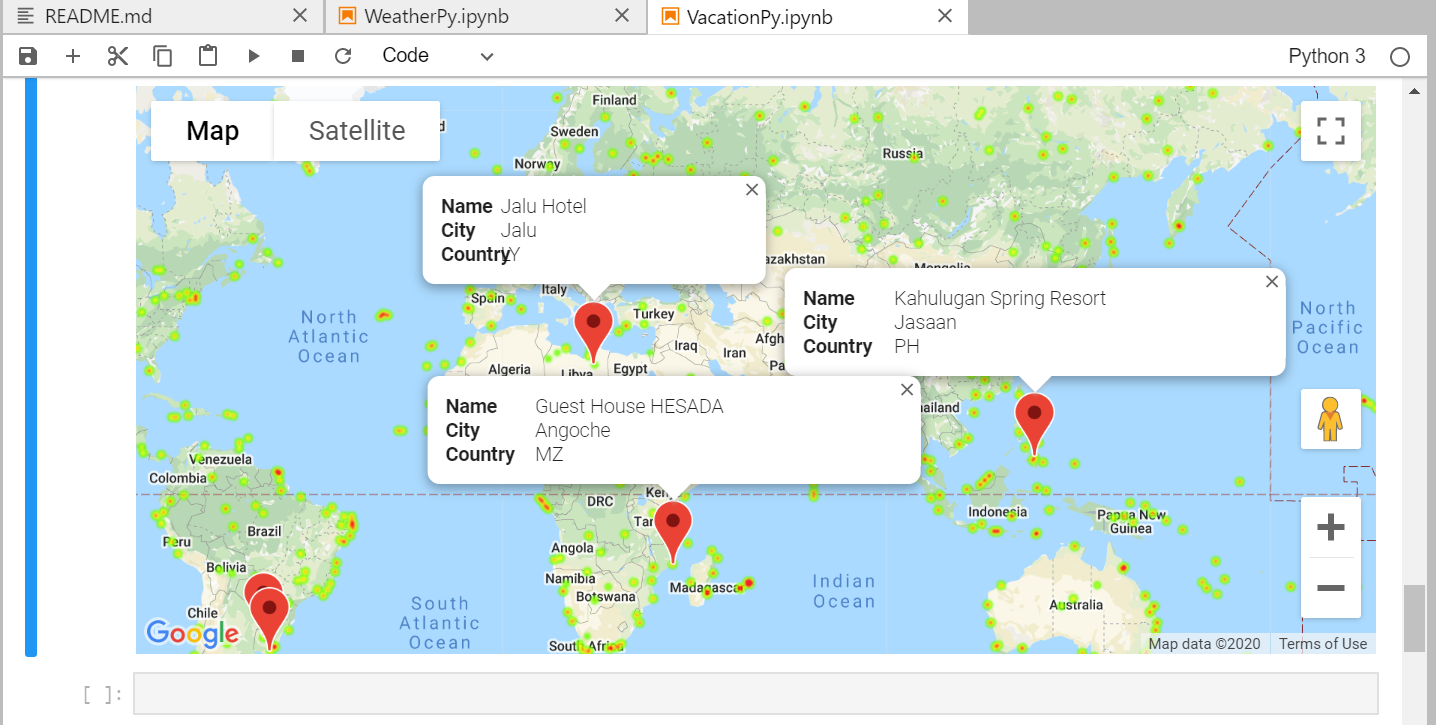 README.md
WeatherPy.ipynb
VacationPy.ipynb
Code
Python 3
Map
Satellite
Finland
Sweden
Norway
Russia
Name Jalu Hotel
City Jalu
Country LY
azakhstan
Mongolia
Name Kahulugan Spring Resort
City Jasaan
Country PH
Spain
Italy
Turkey
North
Atlantic
Ocean
North
Pacific
Ocean
Iraq
Iran
Afgh
Pa
Algeria
Libya
Egypt
Name Guest House HESADA
City Angoche
Country MZ
hailand
Venezuela
Colombia
DRC
Keny
Tan
Indonesia
Papua New
Guinea
Brazil
Peru
Bolivia
Angola
Namibia
Botswana
Madagascar
Indian
Ocean
Australia
Chile
South
Atlantic
Ocean
South Africa
Google
Map data ©2020
Terms of Use
[ ]: